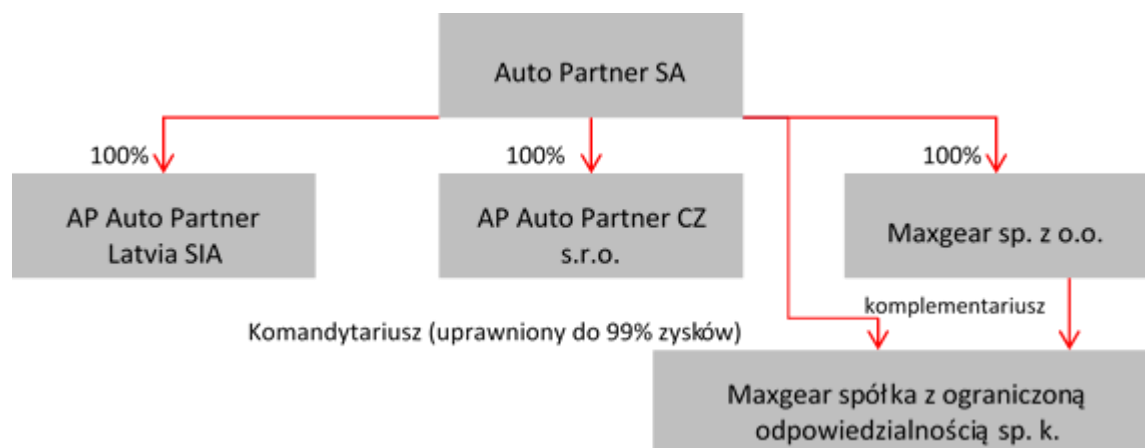 Auto Partner SA
100%
100%
100%
AP Auto Partner
Latvia SIA
AP Auto Partner CZ
s.r.o.
Maxgear sp. z o.o.
komplementariusz
Komandytariusz (uprawniony do 99% zysków)
Maxgear spółka z ograniczoną
odpowiedzialnością sp. k.